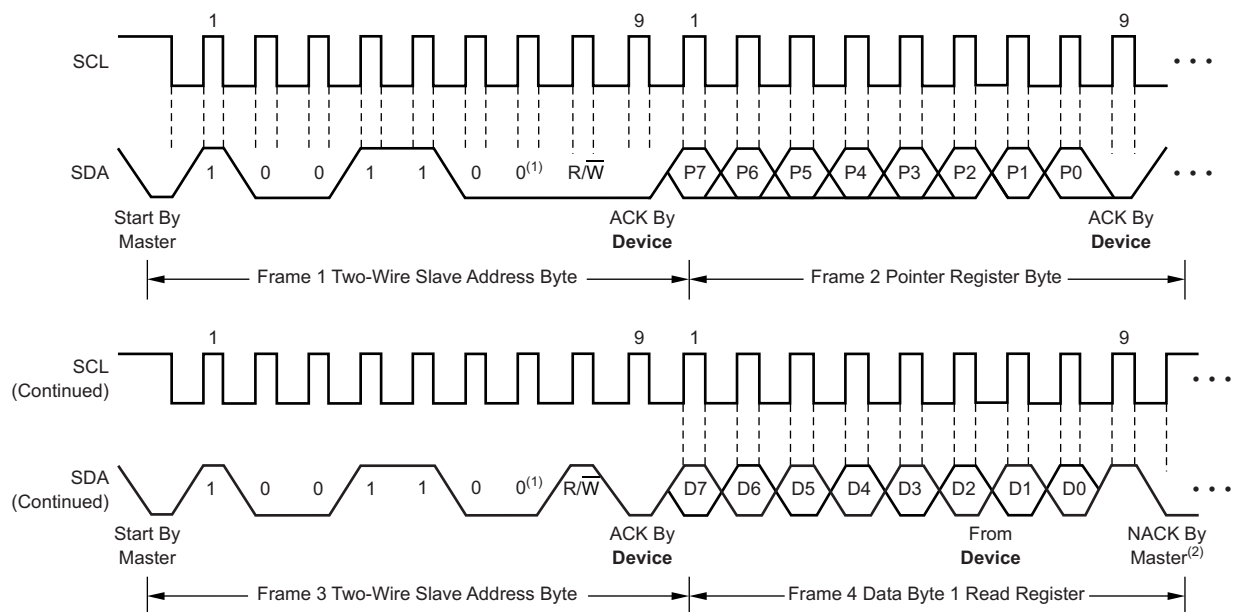 1 9 1 9
SCL
SDA
1 0 0 1 1 0 0(1) R/W̅ P7 P6 P5 P4 P3 P2 P1 P0
Start By
Master
ACK By
Device
ACK By
Device
Frame 1 Two-Wire Slave Address Byte
Frame 2 Pointer Register Byte
1 9 1 9
SCL
(Continued)
SDA
(Continued)
1 0 0 1 1 0 0(1) R/W̅ D7 D6 D5 D4 D3 D2 D1 D0
Start By
Master
ACK By
Device
From
Device
NACK By
Master(2)
Frame 3 Two-Wire Slave Address Byte
Frame 4 Data Byte 1 Read Register